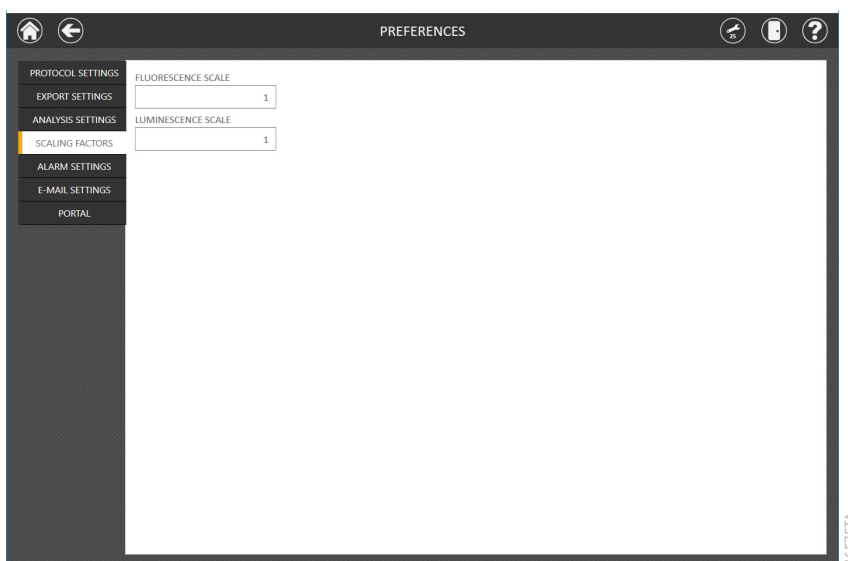 PREFERENCES
25
?
PROTOCOL SETTINGS
EXPORT SETTINGS
ANALYSIS SETTINGS
SCALING FACTORS
ALARM SETTINGS
E-MAIL SETTINGS
PORTAL
FLUORESCENCE SCALE
1
LUMINESCENCE SCALE
1